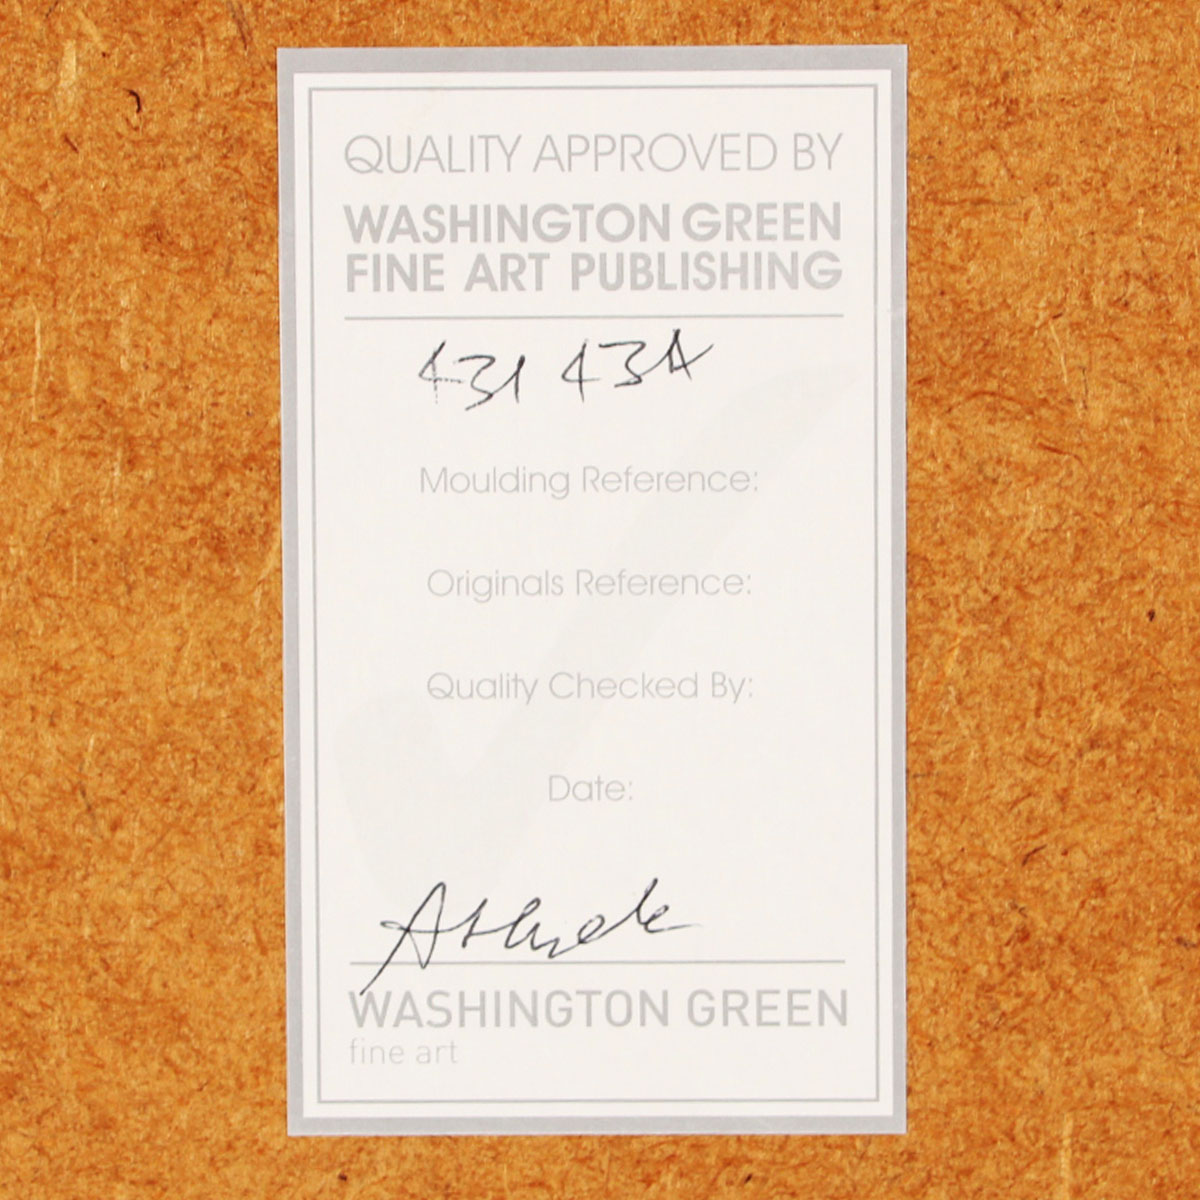 QUALITY APPROVED BY
WASHINGTON GREEN
FINE ART PUBLISHING
431 434
Moulding Reference:
Originals Reference:
Quality Checked By:
Date:
WASHINGTON GREEN
fine art